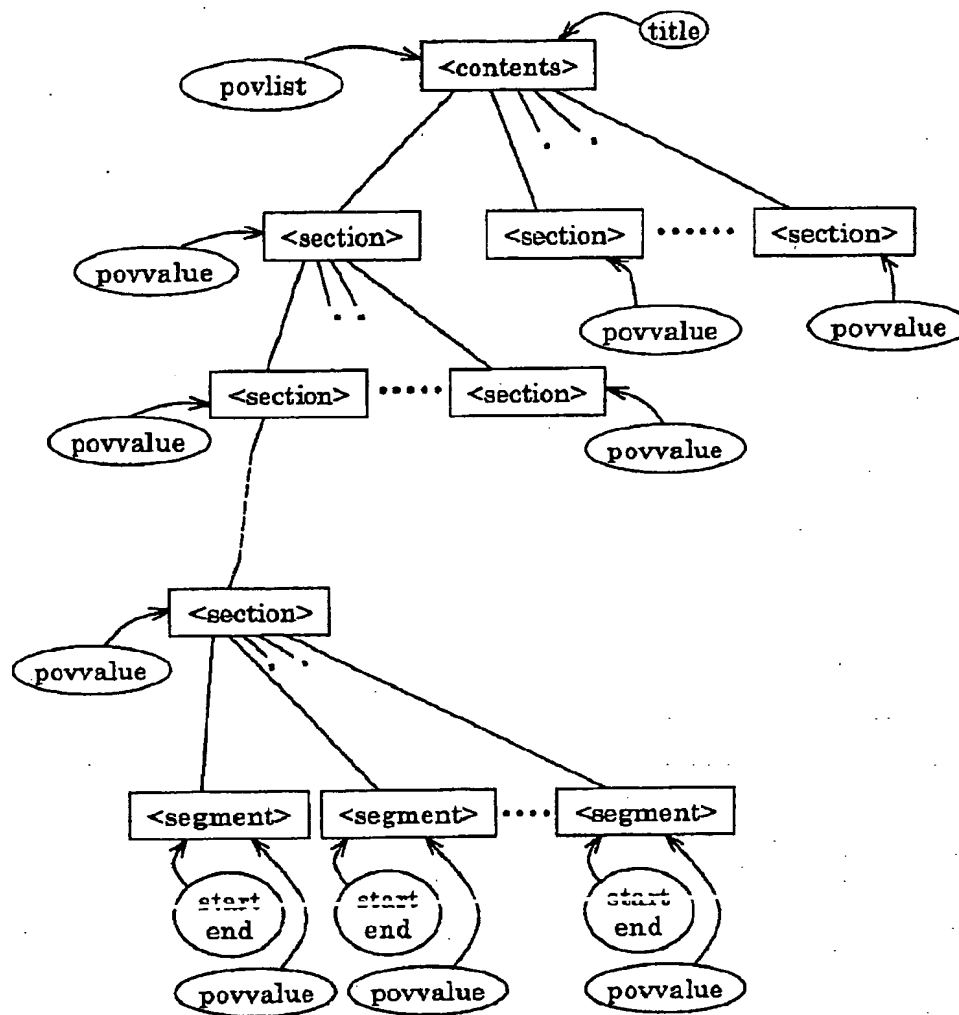 title
<contents>
povlist
<section>
<section>
<section>
povvalue
povvalue
povvalue
<section>
<section>
povvalue
povvalue
<section>
povvalue
<segment>
<segment>
<segment>
start
end
start
end
start
end
povvalue
povvalue
povvalue